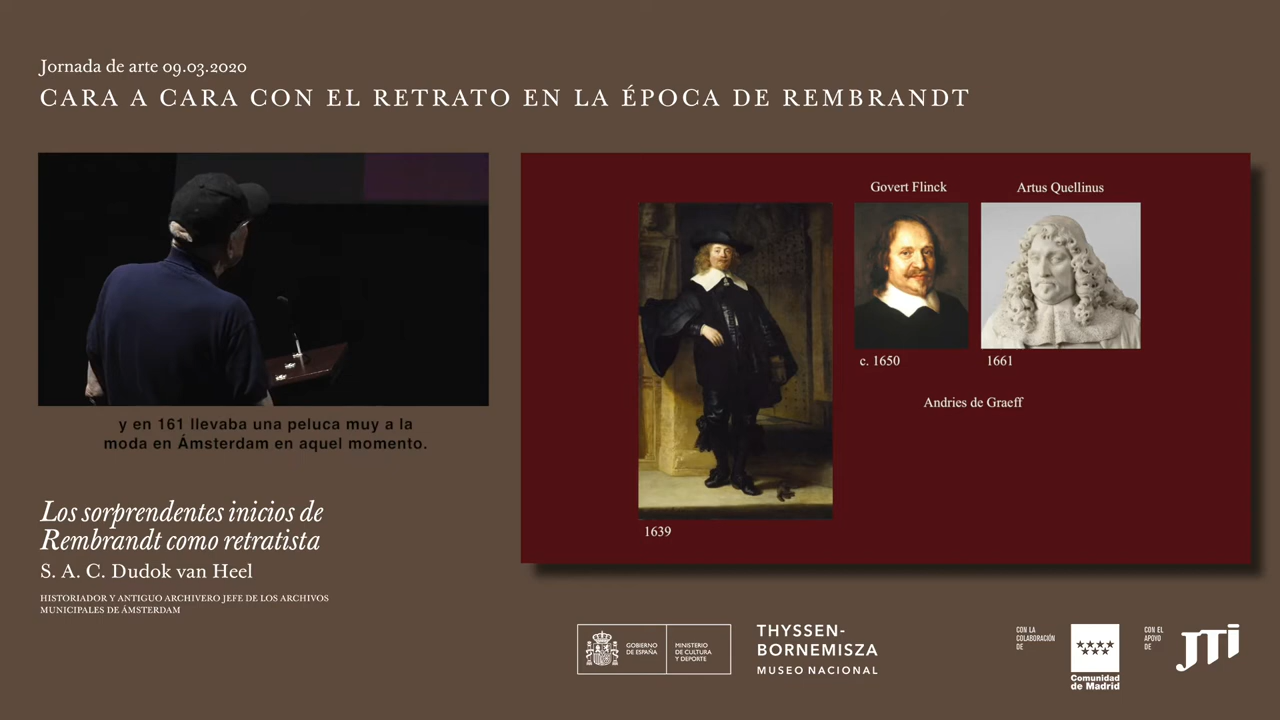 Jornada de arte 09.03.2020
CARA A CARA CON EL RETRATO EN LA ÉPOCA DE REMBRANDT
y en 161 llevaba una peluca muy a la
moda en Ámsterdam en aquel momento.
Los sorprendentes inicios de
Rembrandt como retratista
S. A. C. Dudok van Heel
HISTORIADOR Y ANTIGUO ARCHIVERO JEFE DE LOS ARCHIVOS
MUNICIPALES DE ÁMSTERDAM
Govert Flinck
Artus Quellinus
c. 1650
1661
Andries de Graeff
1639
GOBIERNO
DE ESPAÑA
MINISTERIO
DE CULTURA
Y DEPORTE
THYSSEN-
BORNEMISZA
MUSEO NACIONAL
CON LA
COLABORACIÓN
DE
Comunidad
de Madrid
CON EL
APOYO
DE
JTi